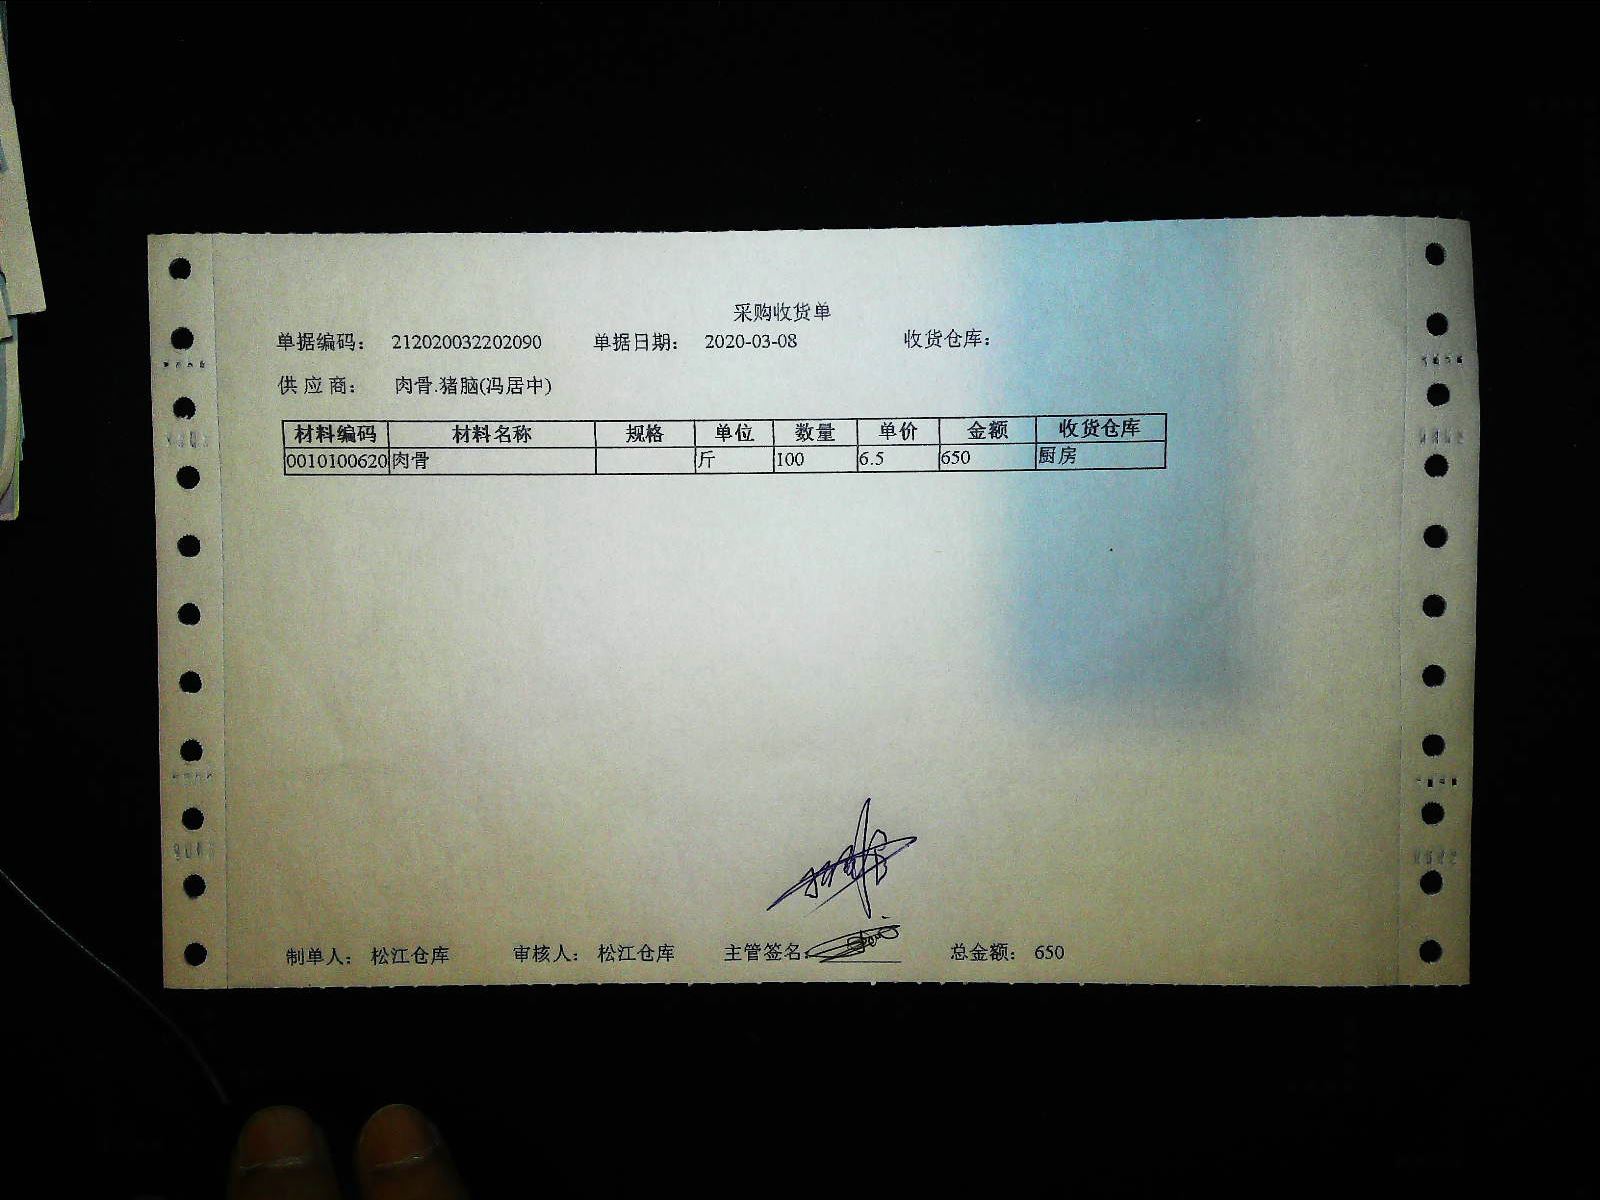 采购收货单
单据编码： 212020032202090 单据日期： 2020-03-08 收货仓库：
供 应 商： 肉骨.猪脑(冯居中)
材料编码 材料名称 规格 单位 数量 单价 金额 收货仓库
0010100620 肉骨 斤 100 6.5 650 厨房
制单人： 松江仓库 审核人： 松江仓库 主管签名: 总金额： 650